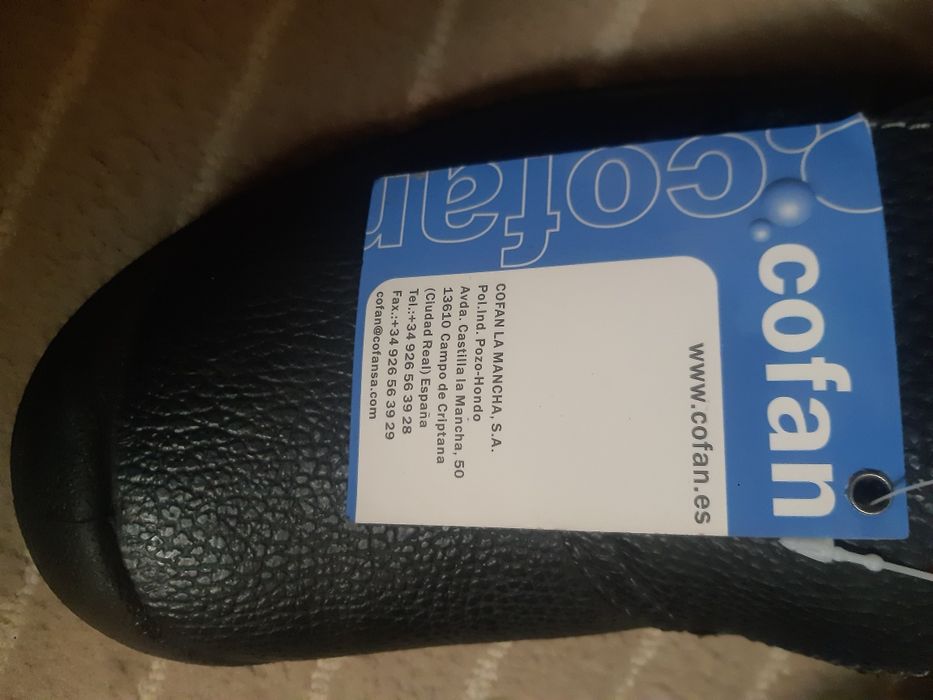 cofan
www.cofan.es
COFAN LA MANCHA, S.A.
Pol.Ind. Pozo-Hondo
Avda. Castilla la Mancha, 50
13610 Campo de Criptana
(Ciudad Real) España
Tel.:+34 926 56 39 28
Fax.:+34 926 56 39 29
cofan@cofansa.com
cofan